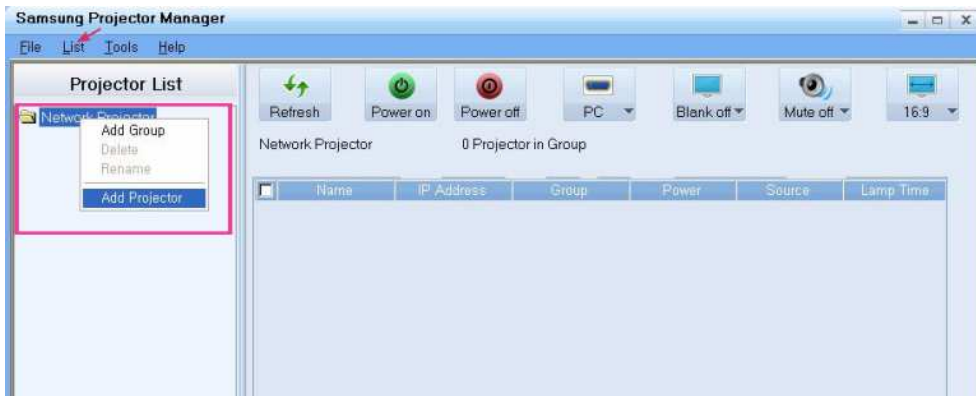 Samsung Projector Manager
File List Tools Help
Projector List
Network Projector
Add Group
Delete
Rename
Add Projector
Refresh Power on Power off PC Blank off Mute off 16:9
Network Projector 0 Projector in Group
Name IP Address Group Power Source Lamp Time